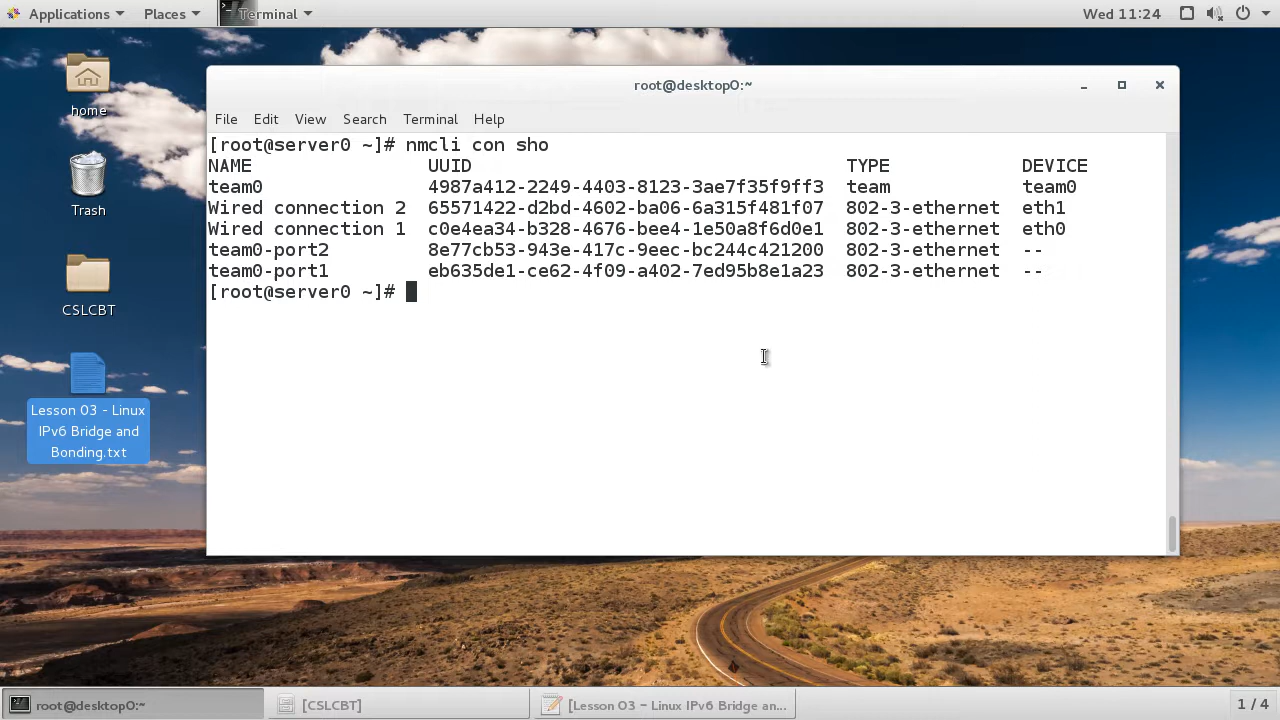 Applications Places Terminal Wed 11:24
root@desktop0:~
File Edit View Search Terminal Help
[root@server0 ~]# nmcli con sho
NAME UUID TYPE DEVICE
team0 4987a412-2249-4403-8123-3ae7f35f9ff3 team team0
Wired connection 2 65571422-d2bd-4602-ba06-6a315f481f07 802-3-ethernet eth1
Wired connection 1 c0e4ea34-b328-4676-bee4-1e50a8f6d0e1 802-3-ethernet eth0
team0-port2 8e77cb53-943e-417c-9eec-bc244c421200 802-3-ethernet --
team0-port1 eb635de1-ce62-4f09-a402-7ed95b8e1a23 802-3-ethernet --
[root@server0 ~]#
home
Trash
CSLCBT
Lesson 03 - Linux
IPv6 Bridge and
Bonding.txt
root@desktop0:~ [CSLCBT] [Lesson 03 - Linux IPv6 Bridge an... 1 / 4